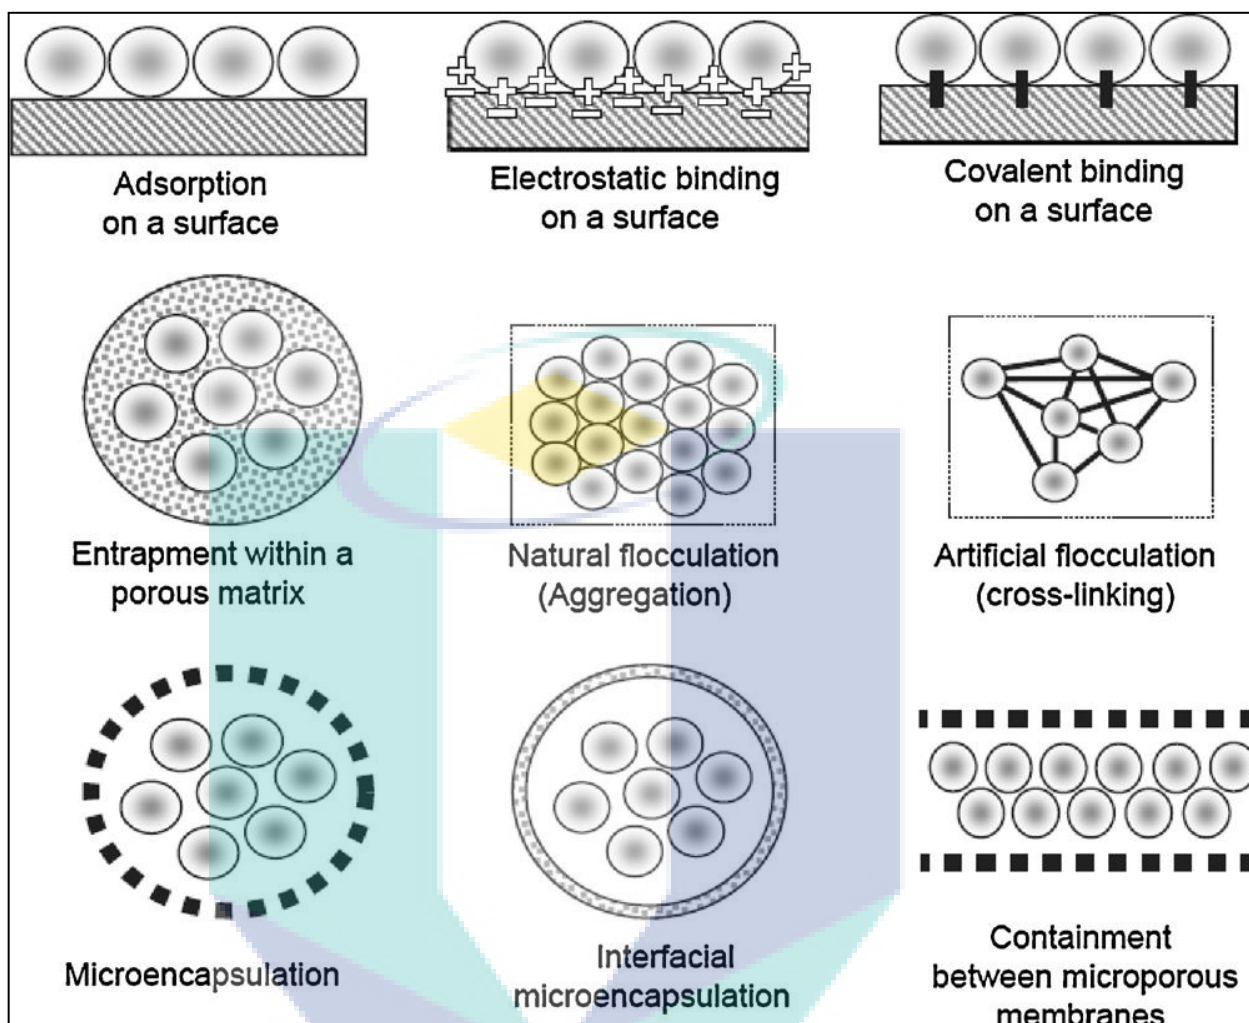 Adsorption
on a surface
Electrostatic binding
on a surface
Covalent binding
on a surface
Entrapment within a
porous matrix
Natural flocculation
(Aggregation)
Artificial flocculation
(cross-linking)
Microencapsulation
Interfacial
microencapsulation
Containment
between microporous
membranes